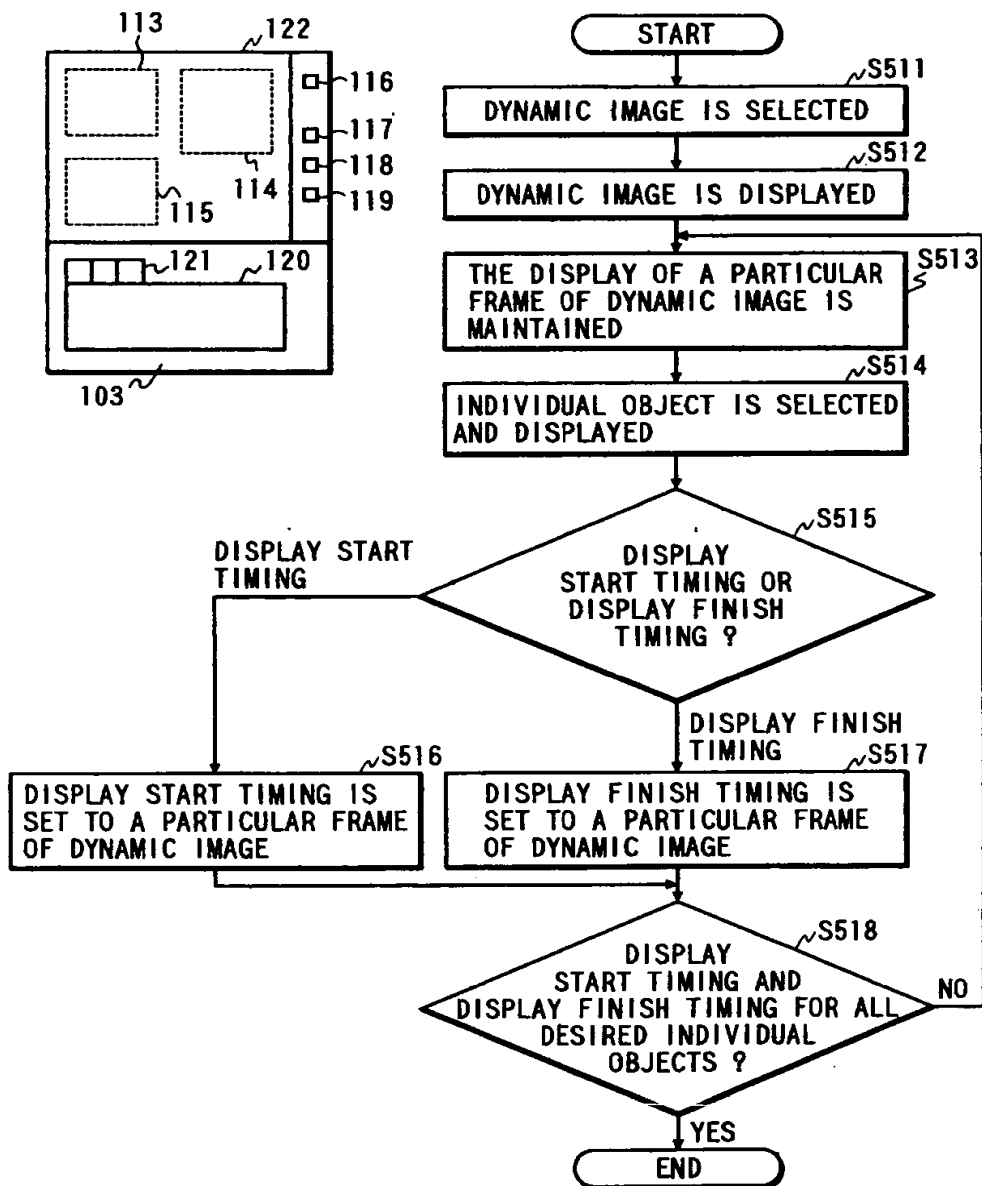 113
122
116
117
118
119
114
115
121
120
103
START
S511
DYNAMIC IMAGE IS SELECTED
S512
DYNAMIC IMAGE IS DISPLAYED
S513
THE DISPLAY OF A PARTICULAR
FRAME OF DYNAMIC IMAGE IS
MAINTAINED
S514
INDIVIDUAL OBJECT IS SELECTED
AND DISPLAYED
S515
DISPLAY
START TIMING OR
DISPLAY FINISH
TIMING ?
DISPLAY START
TIMING
DISPLAY FINISH
TIMING
S516
DISPLAY START TIMING IS
SET TO A PARTICULAR FRAME
OF DYNAMIC IMAGE
S517
DISPLAY FINISH TIMING IS
SET TO A PARTICULAR FRAME
OF DYNAMIC IMAGE
S518
DISPLAY
START TIMING AND
DISPLAY FINISH TIMING FOR ALL
DESIRED INDIVIDUAL
OBJECTS ?
NO
YES
END